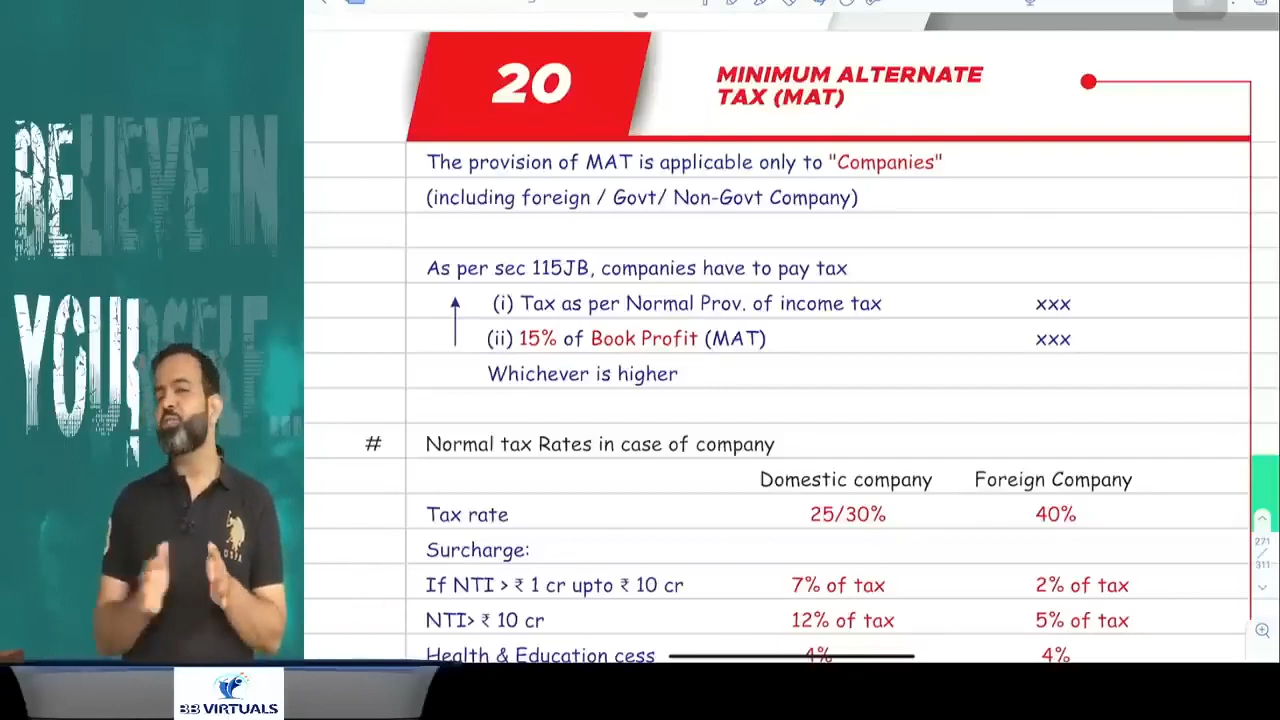 BELIEVE IN
YOURSELF...
20
MINIMUM ALTERNATE
TAX (MAT)
The provision of MAT is applicable only to "Companies"
(including foreign / Govt/ Non-Govt Company)
As per sec 115JB, companies have to pay tax
(i) Tax as per Normal Prov. of income tax xxx
(ii) 15% of Book Profit (MAT) xxx
Whichever is higher
# Normal tax Rates in case of company
Domestic company Foreign Company
Tax rate 25/30% 40%
Surcharge:
If NTI > ₹ 1 cr upto ₹ 10 cr 7% of tax 2% of tax
NTI> ₹ 10 cr 12% of tax 5% of tax
Health & Education cess 4% 4%
271
/
311
BB VIRTUALS